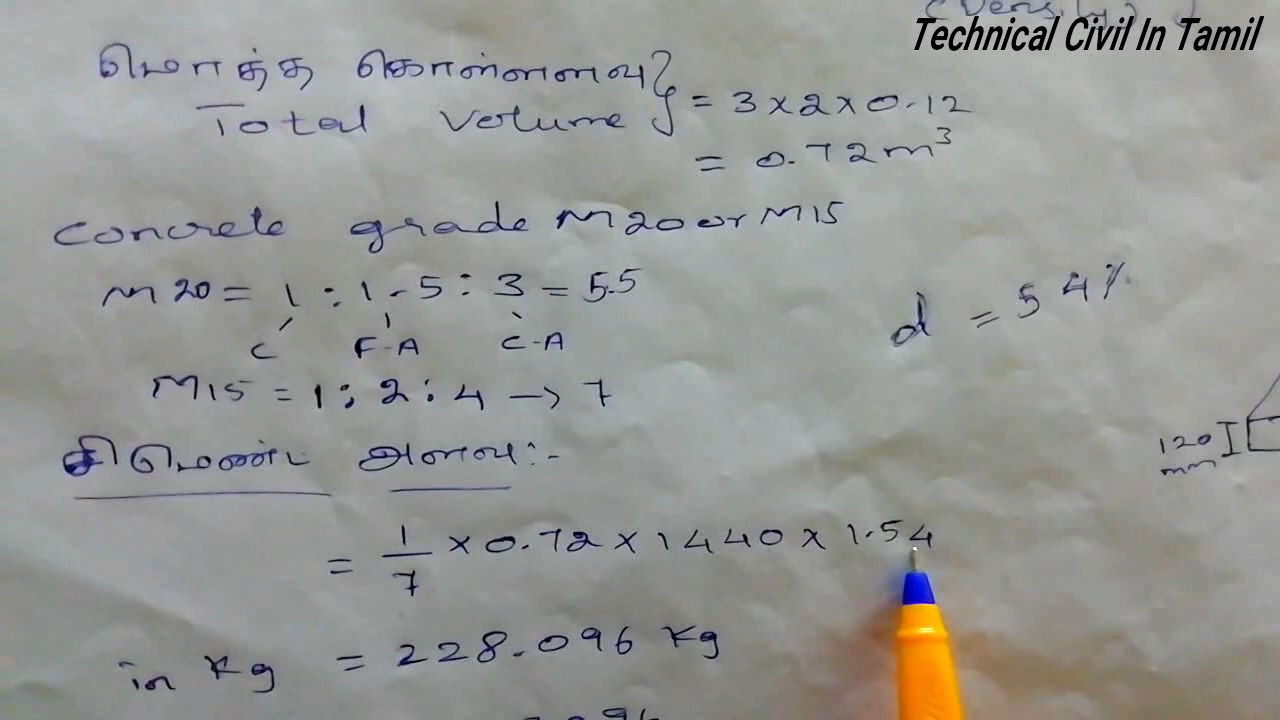 Technical Civil In Tamil
மொத்த கொள்ளளவு
Total Volume } = 3 x 2 x 0.12
= 0.72 m³
Concrete grade M20 or M15
M20 = 1 : 1.5 : 3 = 5.5
C F-A C-A
d = 54%
M15 = 1 : 2 : 4 → 7
120
mm
சிமெண்ட் அளவு :-
= 1/7 x 0.72 x 1440 x 1.54
in Kg = 228.096 Kg